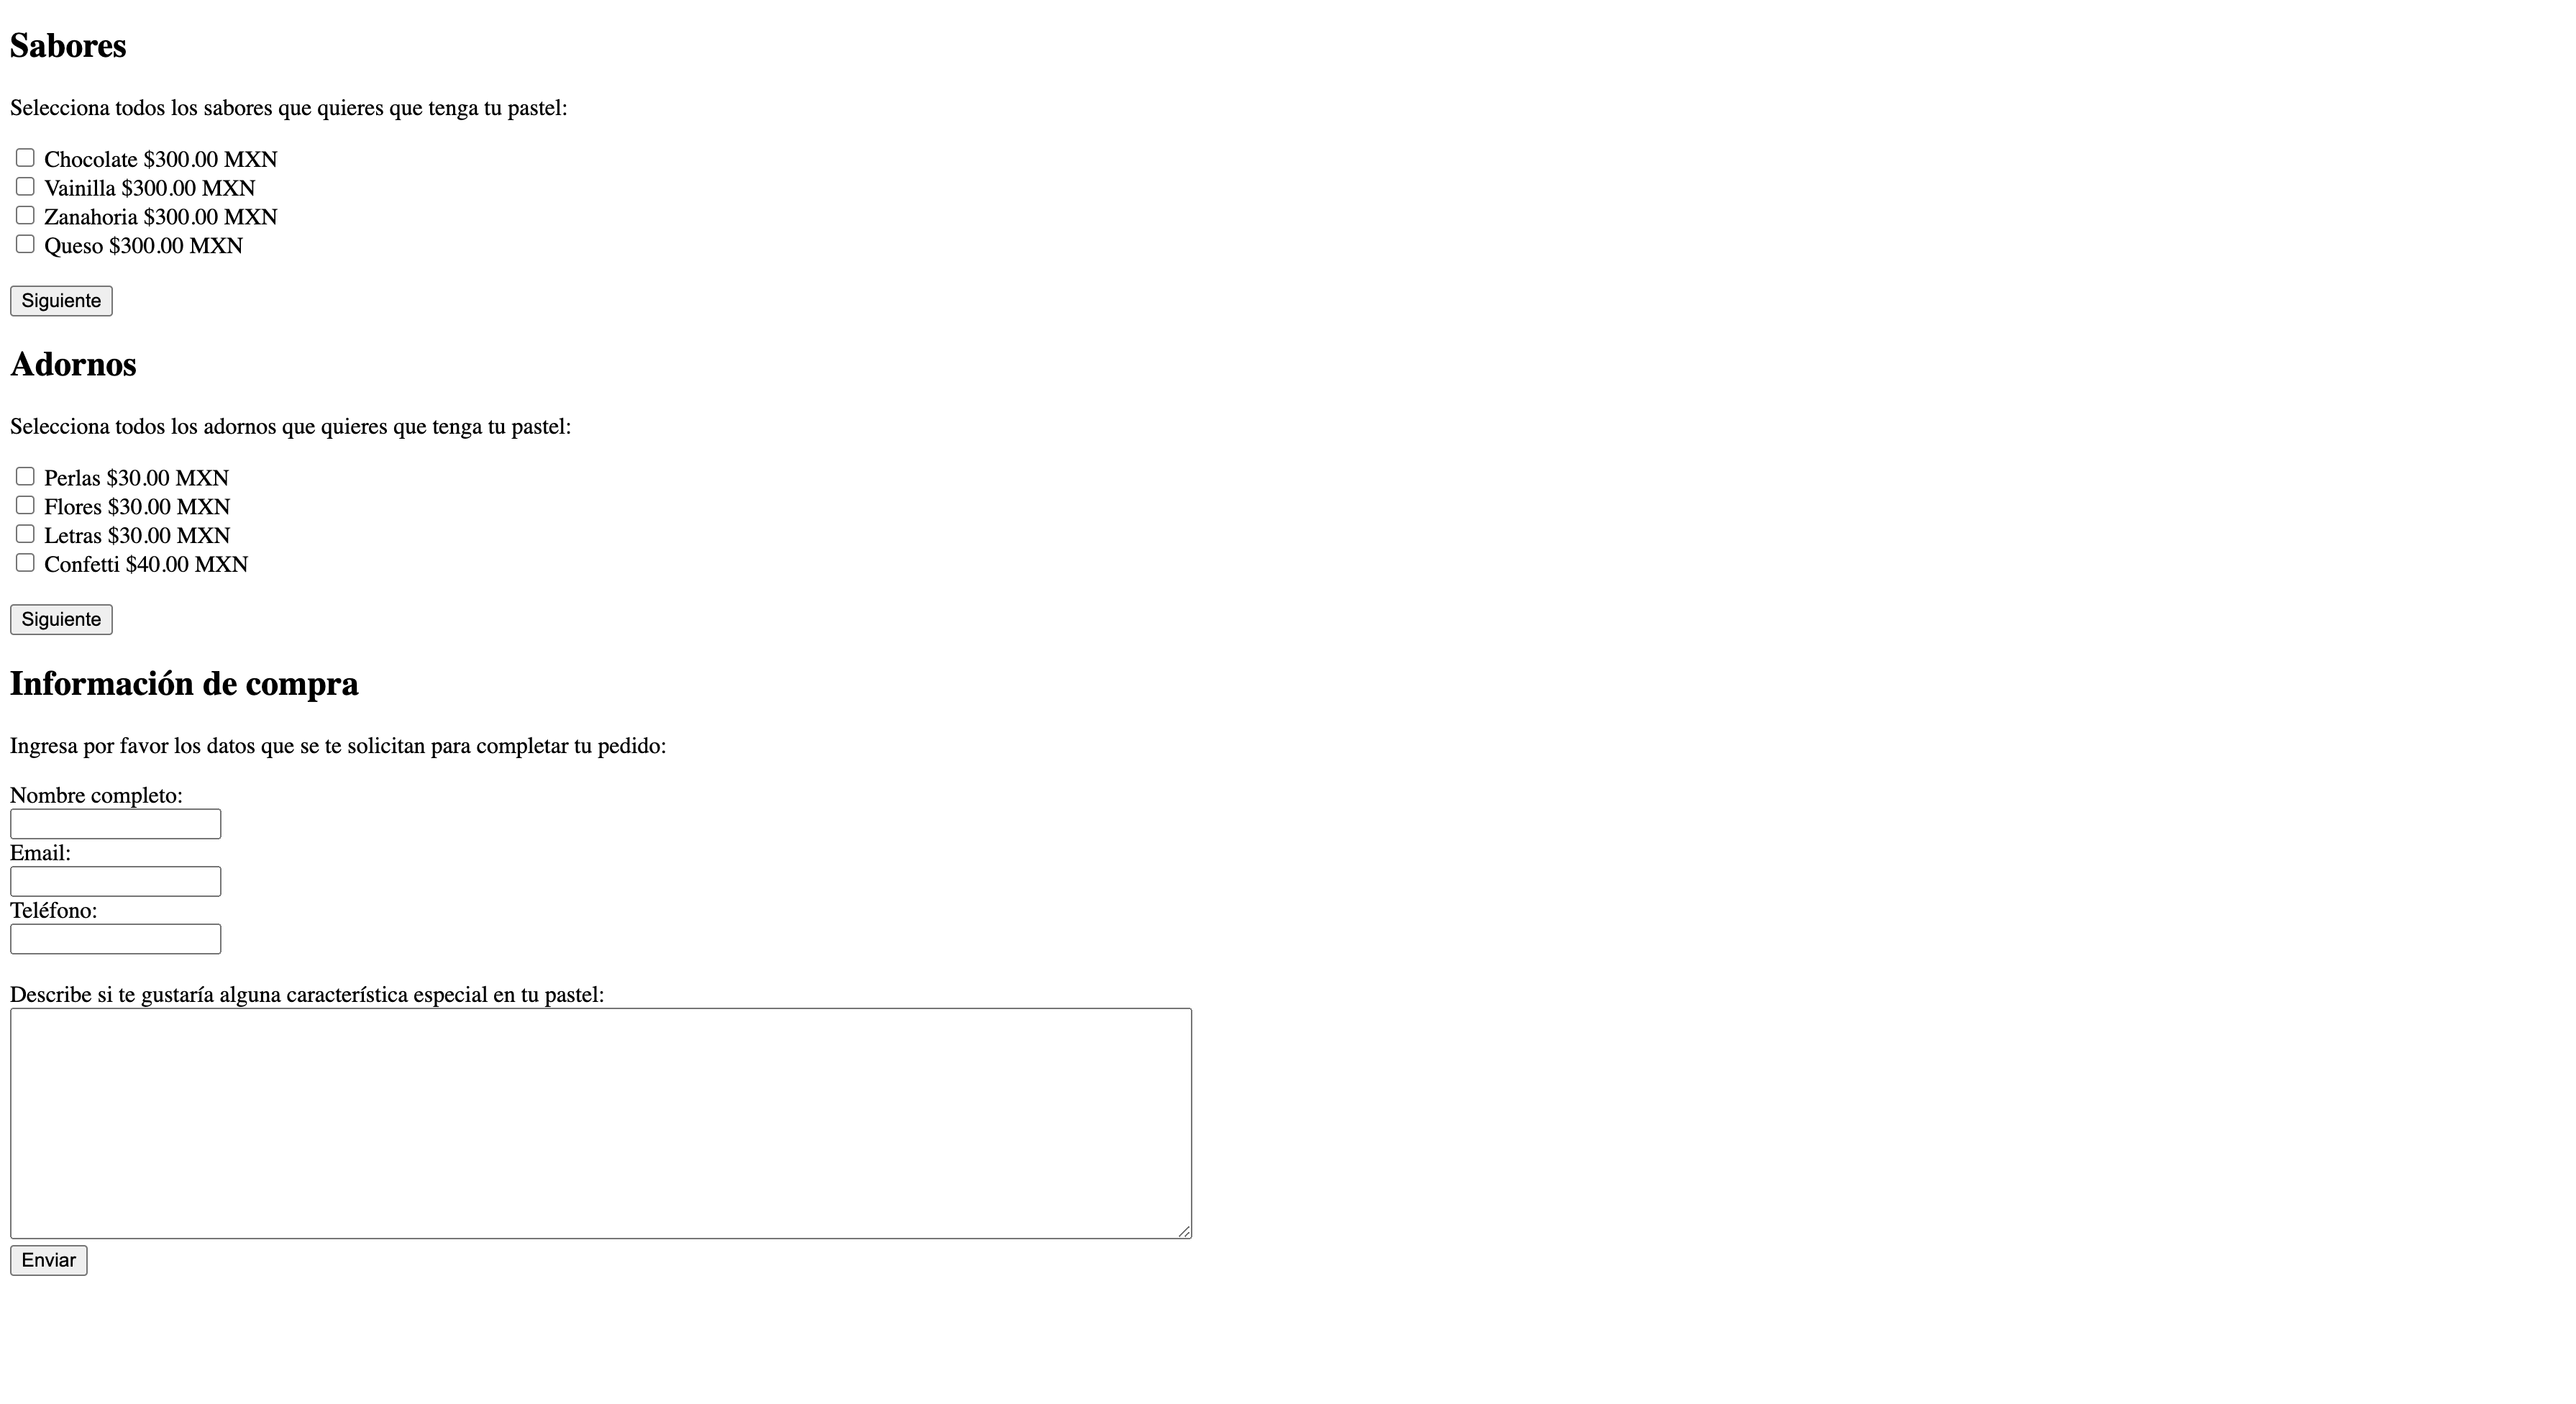 Sabores
Selecciona todos los sabores que quieres que tenga tu pastel:
Chocolate $300.00 MXN
Vainilla $300.00 MXN
Zanahoria $300.00 MXN
Queso $300.00 MXN
Siguiente
Adornos
Selecciona todos los adornos que quieres que tenga tu pastel:
Perlas $30.00 MXN
Flores $30.00 MXN
Letras $30.00 MXN
Confetti $40.00 MXN
Siguiente
Información de compra
Ingresa por favor los datos que se te solicitan para completar tu pedido:
Nombre completo:
Email:
Teléfono:
Describe si te gustaría alguna característica especial en tu pastel:
Enviar